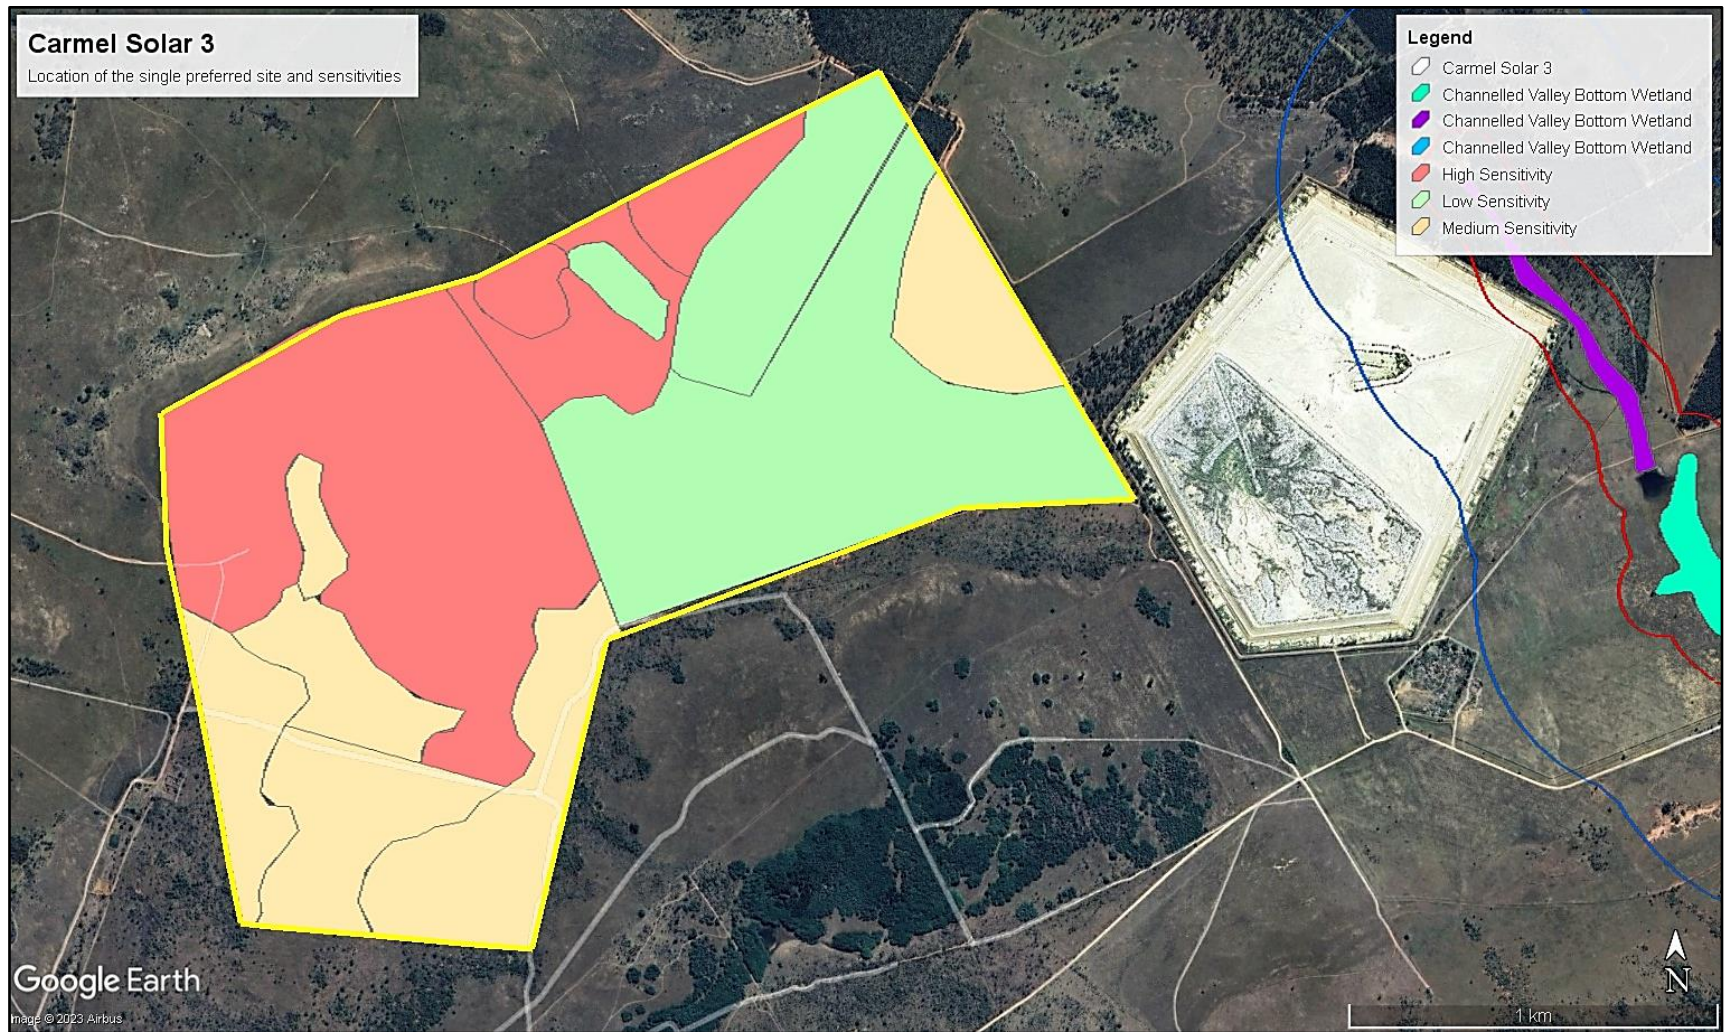 Carmel Solar 3
Location of the single preferred site and sensitivities
Legend
Carmel Solar 3
Channelled Valley Bottom Wetland
Channelled Valley Bottom Wetland
Channelled Valley Bottom Wetland
High Sensitivity
Low Sensitivity
Medium Sensitivity
Google Earth
Image © 2023 Airbus
N
1 km